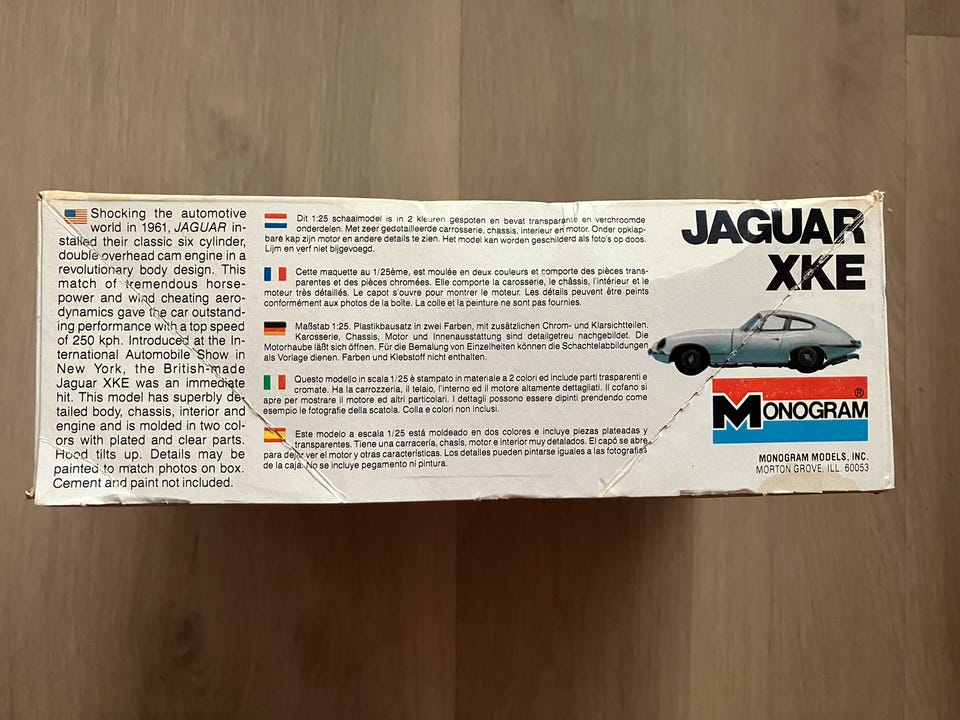 Shocking the automotive
world in 1961, JAGUAR in-
stalled their classic six cylinder,
double overhead cam engine in a
revolutionary body design. This
match of tremendous horse-
power and wind cheating aero-
dynamics gave the car outstand-
ing performance with a top speed
of 250 kph. Introduced at the In-
ternational Automobile Show in
New York, the British-made
Jaguar XKE was an immediate
hit. This model has superbly de-
tailed body, chassis, interior and
engine and is molded in two col-
ors with plated and clear parts.
Hood tilts up. Details may be
painted to match photos on box.
Cement and paint not included.
Dit 1:25 schaalmodel is in 2 kleuren gespoten en bevat transparante en verchroomde
onderdelen. Met zeer gedetailleerde carrosserie, chassis, interieur en motor. Onder opklap-
bare kap zijn motor en andere details te zien. Het model kan worden geschilderd als foto's op doos.
Lijm en verf niet bijgevoegd.
Cette maquette au 1/25ème, est moulée en deux couleurs et comporte des pièces trans-
parentes et des pièces chromées. Elle comporte la carosserie, le châssis, l'intérieur et le
moteur très détaillés. Le capot s'ouvre pour montrer le moteur. Les détails peuvent être peints
conformément aux photos de la boîte. La colle et la peinture ne sont pas fournies.
Maßstab 1:25. Plastikbausatz in zwei Farben, mit zusätzlichen Chrom- und Klarsichtteilen.
Karosserie, Chassis, Motor und Innenausstattung sind detailgetreu nachgebildet. Die
Motorhaube läßt sich öffnen. Für die Bemalung von Einzelheiten können die Schachtelabbildungen
als Vorlage dienen. Farben und Klebstoff nicht enthalten.
Questo modello in scala 1/25 è stampato in materiale a 2 colori ed include parti trasparenti e
cromate. Ha la carrozzeria, il telaio, l'interno ed il motore altamente dettagliati. Il cofano si
apre per mostrare il motore ed altri particolari. I dettagli possono essere dipinti prendendo come
esempio le fotografie della scatola. Colla e colori non inclusi.
Este modelo a escala 1/25 está moldeado en dos colores e incluye piezas plateadas y
transparentes. Tiene una carracería, chasis, motor e interior muy detalados. El capó se abre
para dejar ver el motor y otras características. Los detalles pueden pintarse iguales a las fotografías
de la caja. No se incluye pegamento ni pintura.
JAGUAR
XKE
MONOGRAM®
MONOGRAM MODELS, INC.
MORTON GROVE, ILL. 60053